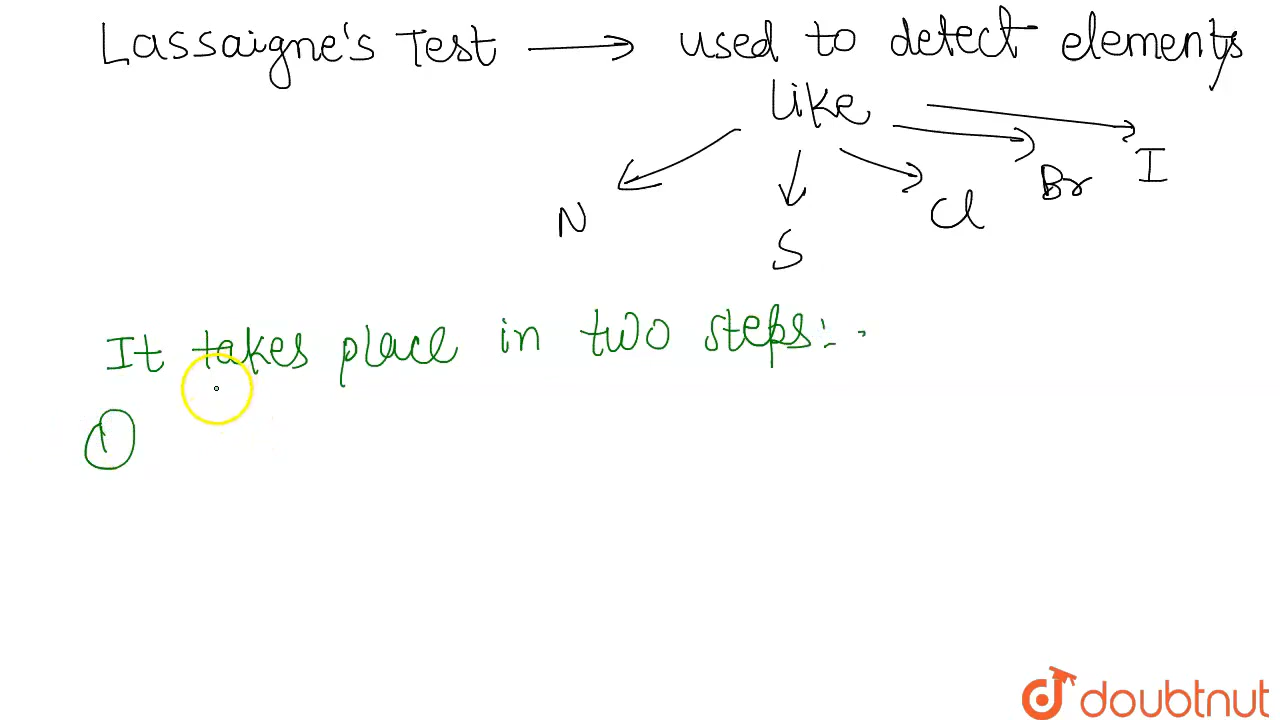 Lassaigne's Test → used to detect elements
like
N S Cl Br I
It takes place in two steps:-
①
doubtnut